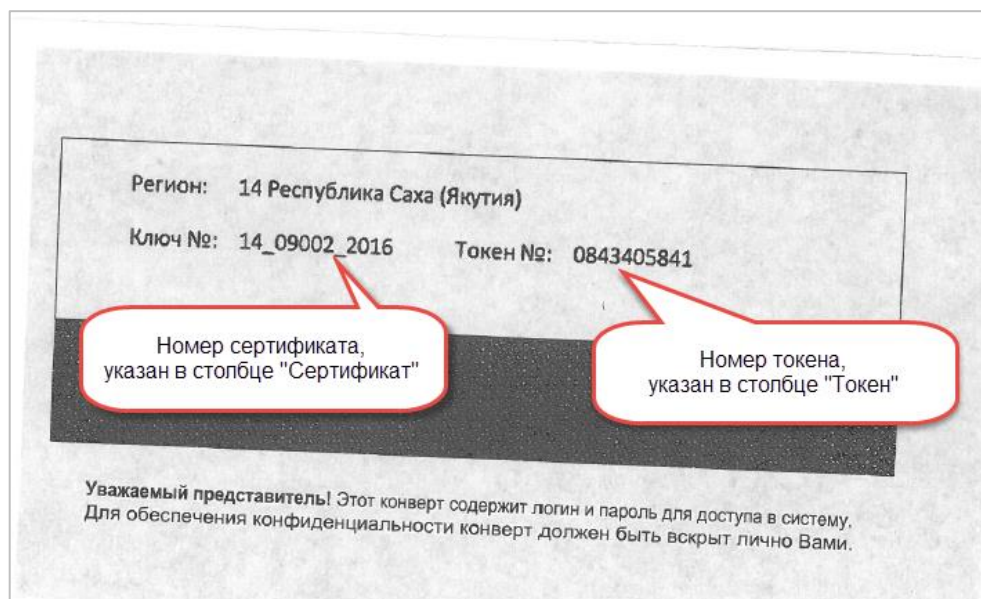 Регион: 14 Республика Саха (Якутия)
Ключ №: 14_09002_2016 Токен №: 0843405841
Номер сертификата,
указан в столбце "Сертификат"
Номер токена,
указан в столбце "Токен"
Уважаемый представитель! Этот конверт содержит логин и пароль для доступа в систему.
Для обеспечения конфиденциальности конверт должен быть вскрыт лично Вами.